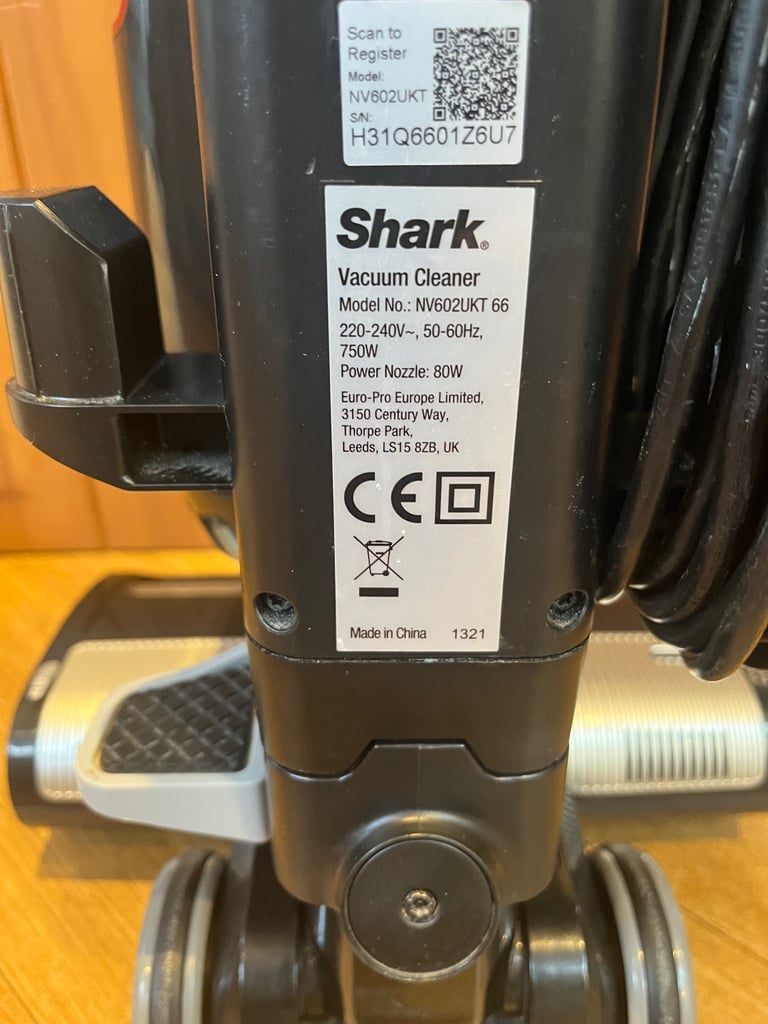 Scan to
Register
Model:
NV602UKT
S/N:
H31Q6601Z6U7
Shark®
Vacuum Cleaner
Model No.: NV602UKT 66
220-240V~, 50-60Hz,
750W
Power Nozzle: 80W
Euro-Pro Europe Limited,
3150 Century Way,
Thorpe Park,
Leeds, LS15 8ZB, UK
CE
Made in China 1321